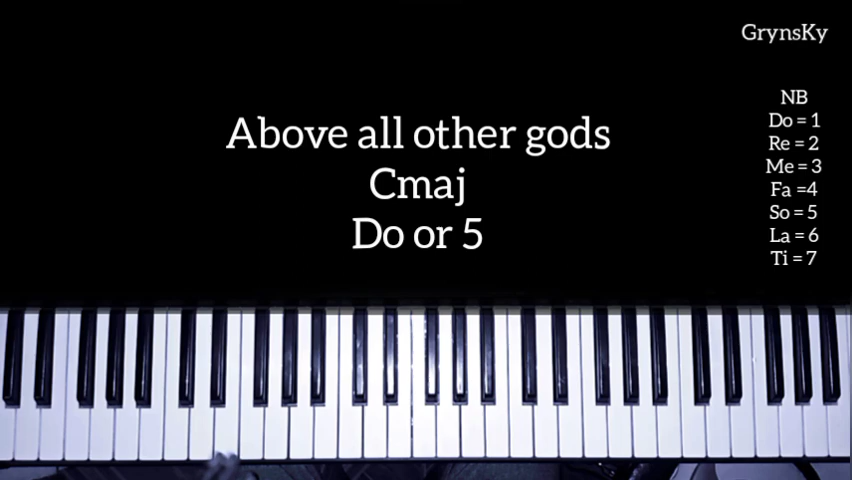 GrynsKy
NB
Do = 1
Re = 2
Me = 3
Fa =4
So = 5
La = 6
Ti = 7
Above all other gods
Cmaj
Do or 5